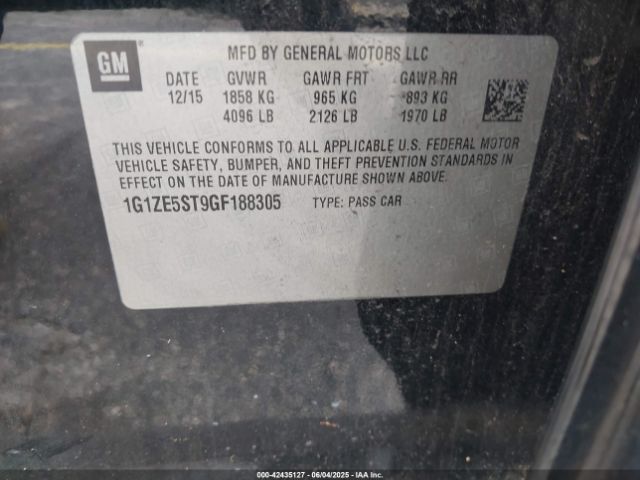 GM
MFD BY GENERAL MOTORS LLC
DATE GVWR GAWR FRT GAWR RR
12/15 1858 KG 965 KG 893 KG
4096 LB 2126 LB 1970 LB
THIS VEHICLE CONFORMS TO ALL APPLICABLE U.S. FEDERAL MOTOR
VEHICLE SAFETY, BUMPER, AND THEFT PREVENTION STANDARDS IN
EFFECT ON THE DATE OF MANUFACTURE SHOWN ABOVE.
1G1ZE5ST9GF188305 TYPE: PASS CAR
000-42435127 - 06/04/2025 - IAAI.COM